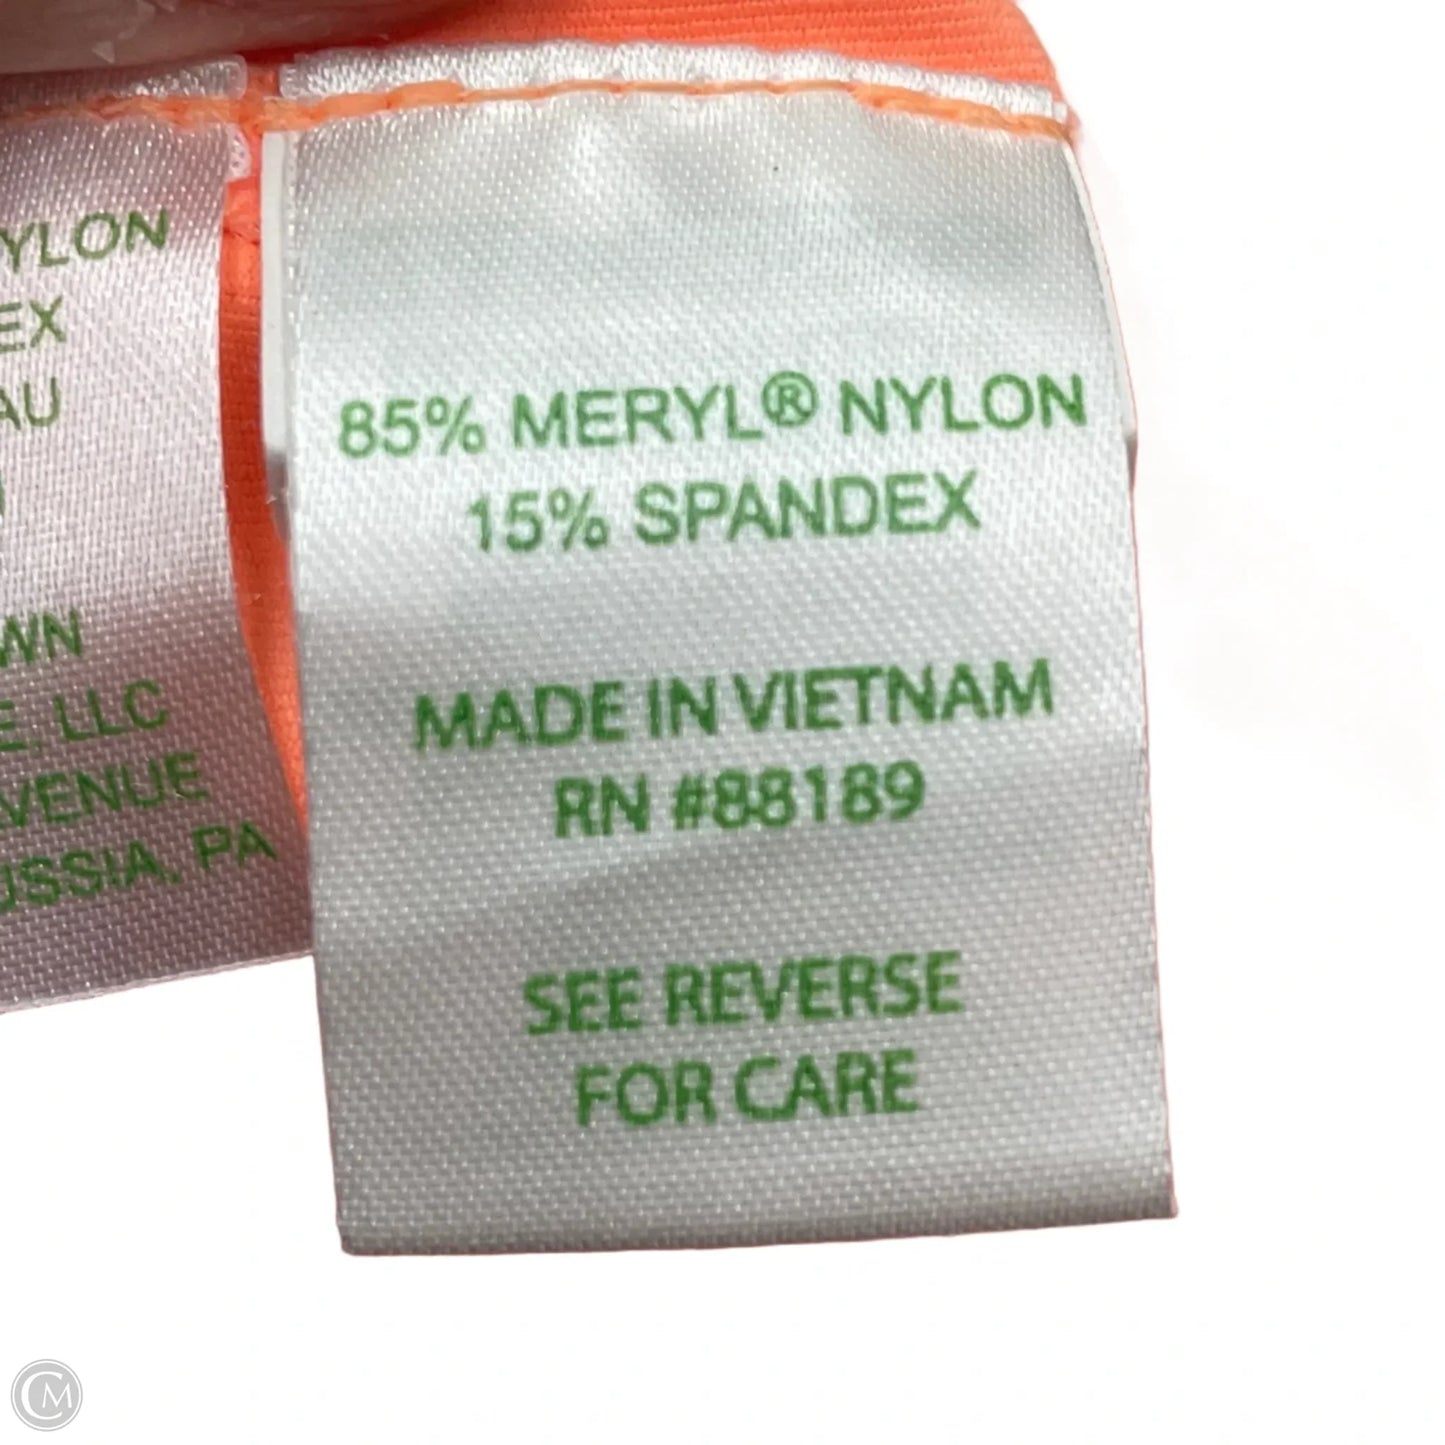 85% MERYL® NYLON
15% SPANDEX
MADE IN VIETNAM
RN #88189
SEE REVERSE
FOR CARE
YLON
EX
AU
WN
E, LLC
VENUE
USSIA, PA
CM